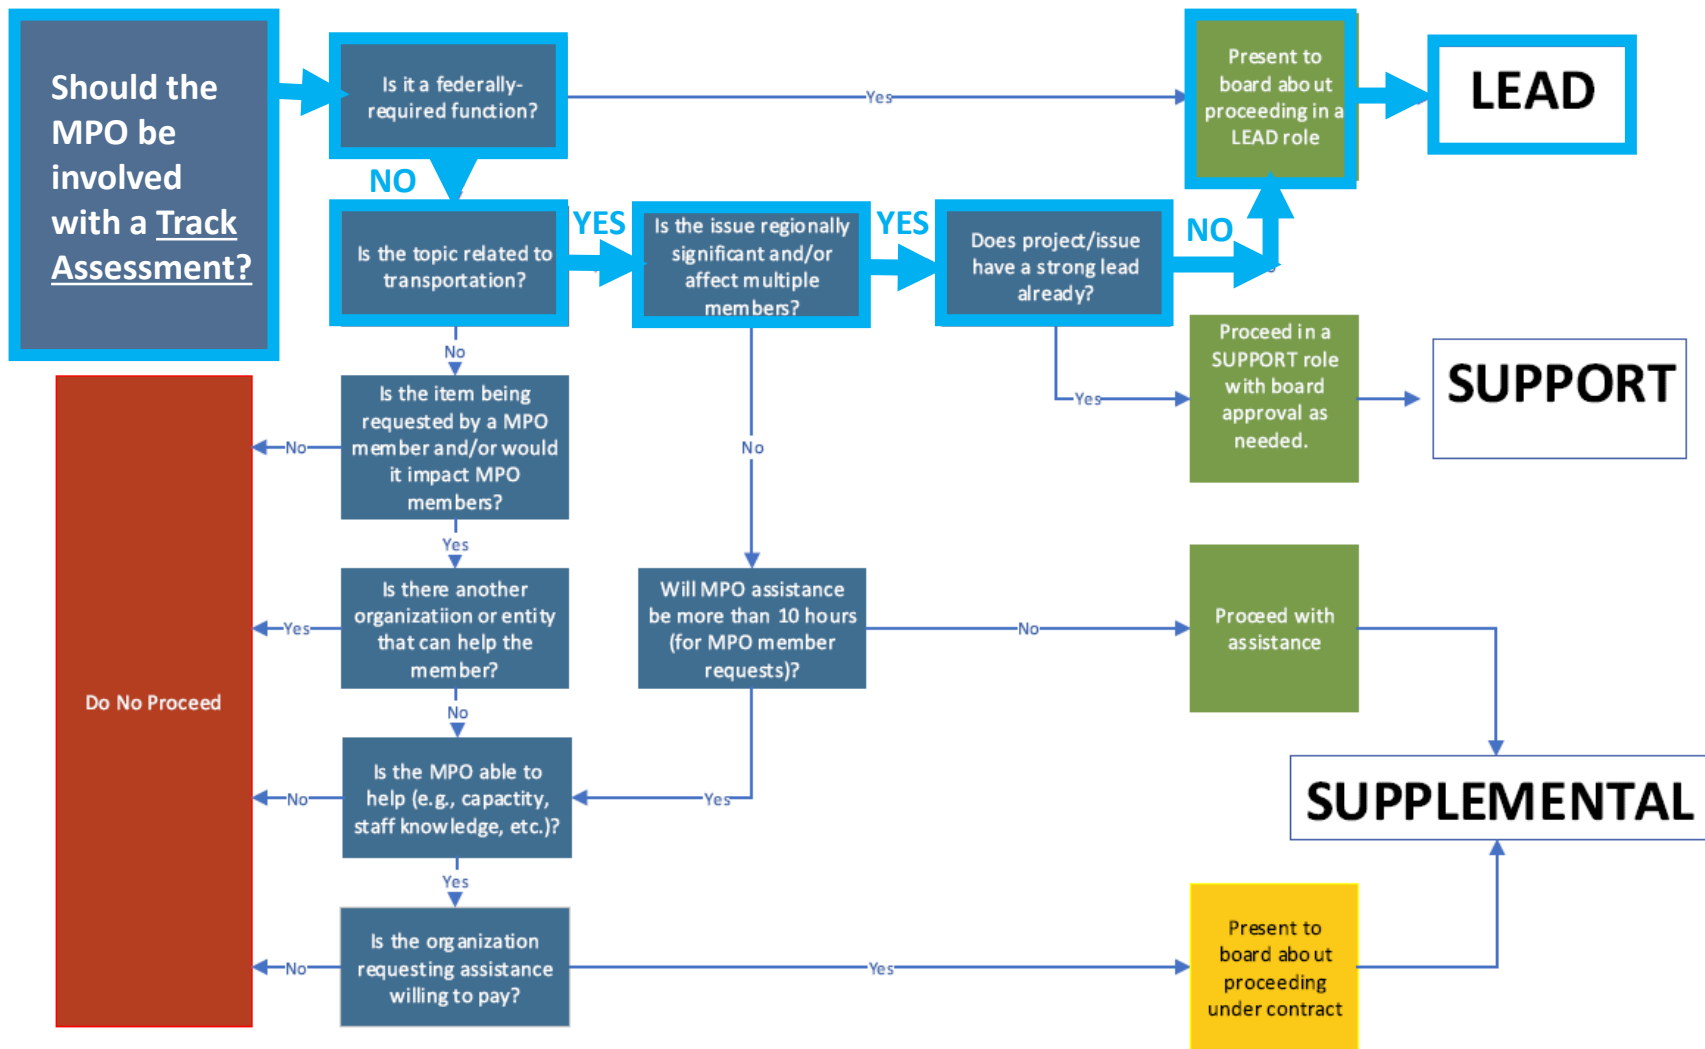 Should the
MPO be
involved
with a Track
Assessment?
Is it a federally-
required function?
Yes
Present to
board about
proceeding in a
LEAD role
LEAD
NO
Is the topic related to
transportation?
YES
Is the issue regionally
significant and/or
affect multiple
members?
YES
Does project/issue
have a strong lead
already?
NO
No
Is the item being
requested by a MPO
member and/or would
it impact MPO
members?
No
No
Yes
Proceed in a
SUPPORT role
with board
approval as
needed.
SUPPORT
Yes
Is there another
organizatiion or entity
that can help the
member?
Yes
Will MPO assistance
be more than 10 hours
(for MPO member
requests)?
No
Proceed with
assistance
Do No Proceed
No
Is the MPO able to
help (e.g., capactity,
staff knowledge, etc.)?
No
Yes
SUPPLEMENTAL
Yes
Is the organization
requesting assistance
willing to pay?
No
Yes
Present to
board about
proceeding
under contract